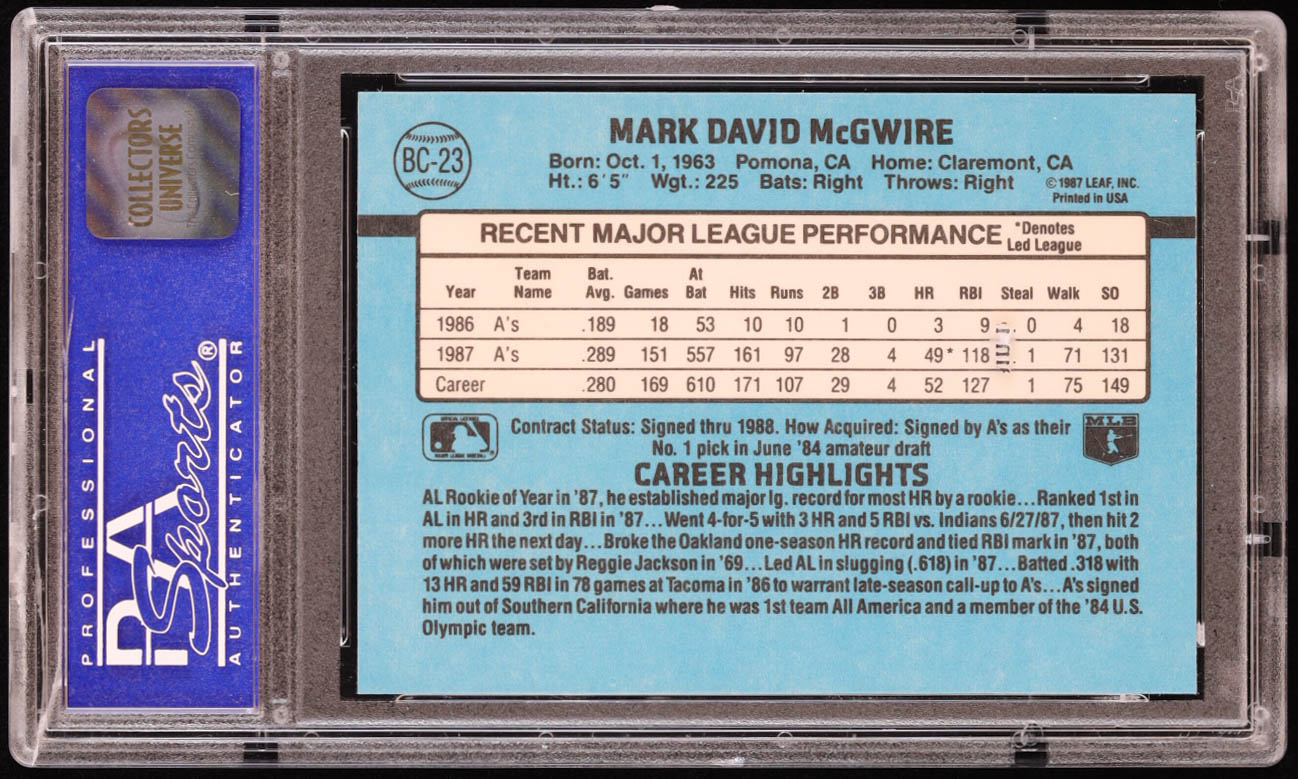 COLLECTORS
UNIVERSE
PROFESSIONAL
PSA
Sports®
AUTHENTICATOR
BC-23
MARK DAVID McGWIRE
Born: Oct. 1, 1963 Pomona, CA Home: Claremont, CA
Ht.: 6'5" Wgt.: 225 Bats: Right Throws: Right
©1987 LEAF, INC.
Printed in USA
RECENT MAJOR LEAGUE PERFORMANCE *Denotes
Led League
Year Team Name Bat. Avg. Games At Bat Hits Runs 2B 3B HR RBI Steal Walk SO
1986 A's .189 18 53 10 10 1 0 3 9 0 4 18
1987 A's .289 151 557 161 97 28 4 49* 118 1 71 131
Career .280 169 610 171 107 29 4 52 127 1 75 149
Contract Status: Signed thru 1988. How Acquired: Signed by A's as their
No. 1 pick in June '84 amateur draft
MLB
CAREER HIGHLIGHTS
AL Rookie of Year in '87, he established major lg. record for most HR by a rookie...Ranked 1st in
AL in HR and 3rd in RBI in '87...Went 4-for-5 with 3 HR and 5 RBI vs. Indians 6/27/87, then hit 2
more HR the next day...Broke the Oakland one-season HR record and tied RBI mark in '87, both
of which were set by Reggie Jackson in '69...Led AL in slugging (.618) in '87...Batted .318 with
13 HR and 59 RBI in 78 games at Tacoma in '86 to warrant late-season call-up to A's...A's signed
him out of Southern California where he was 1st team All America and a member of the '84 U.S.
Olympic team.